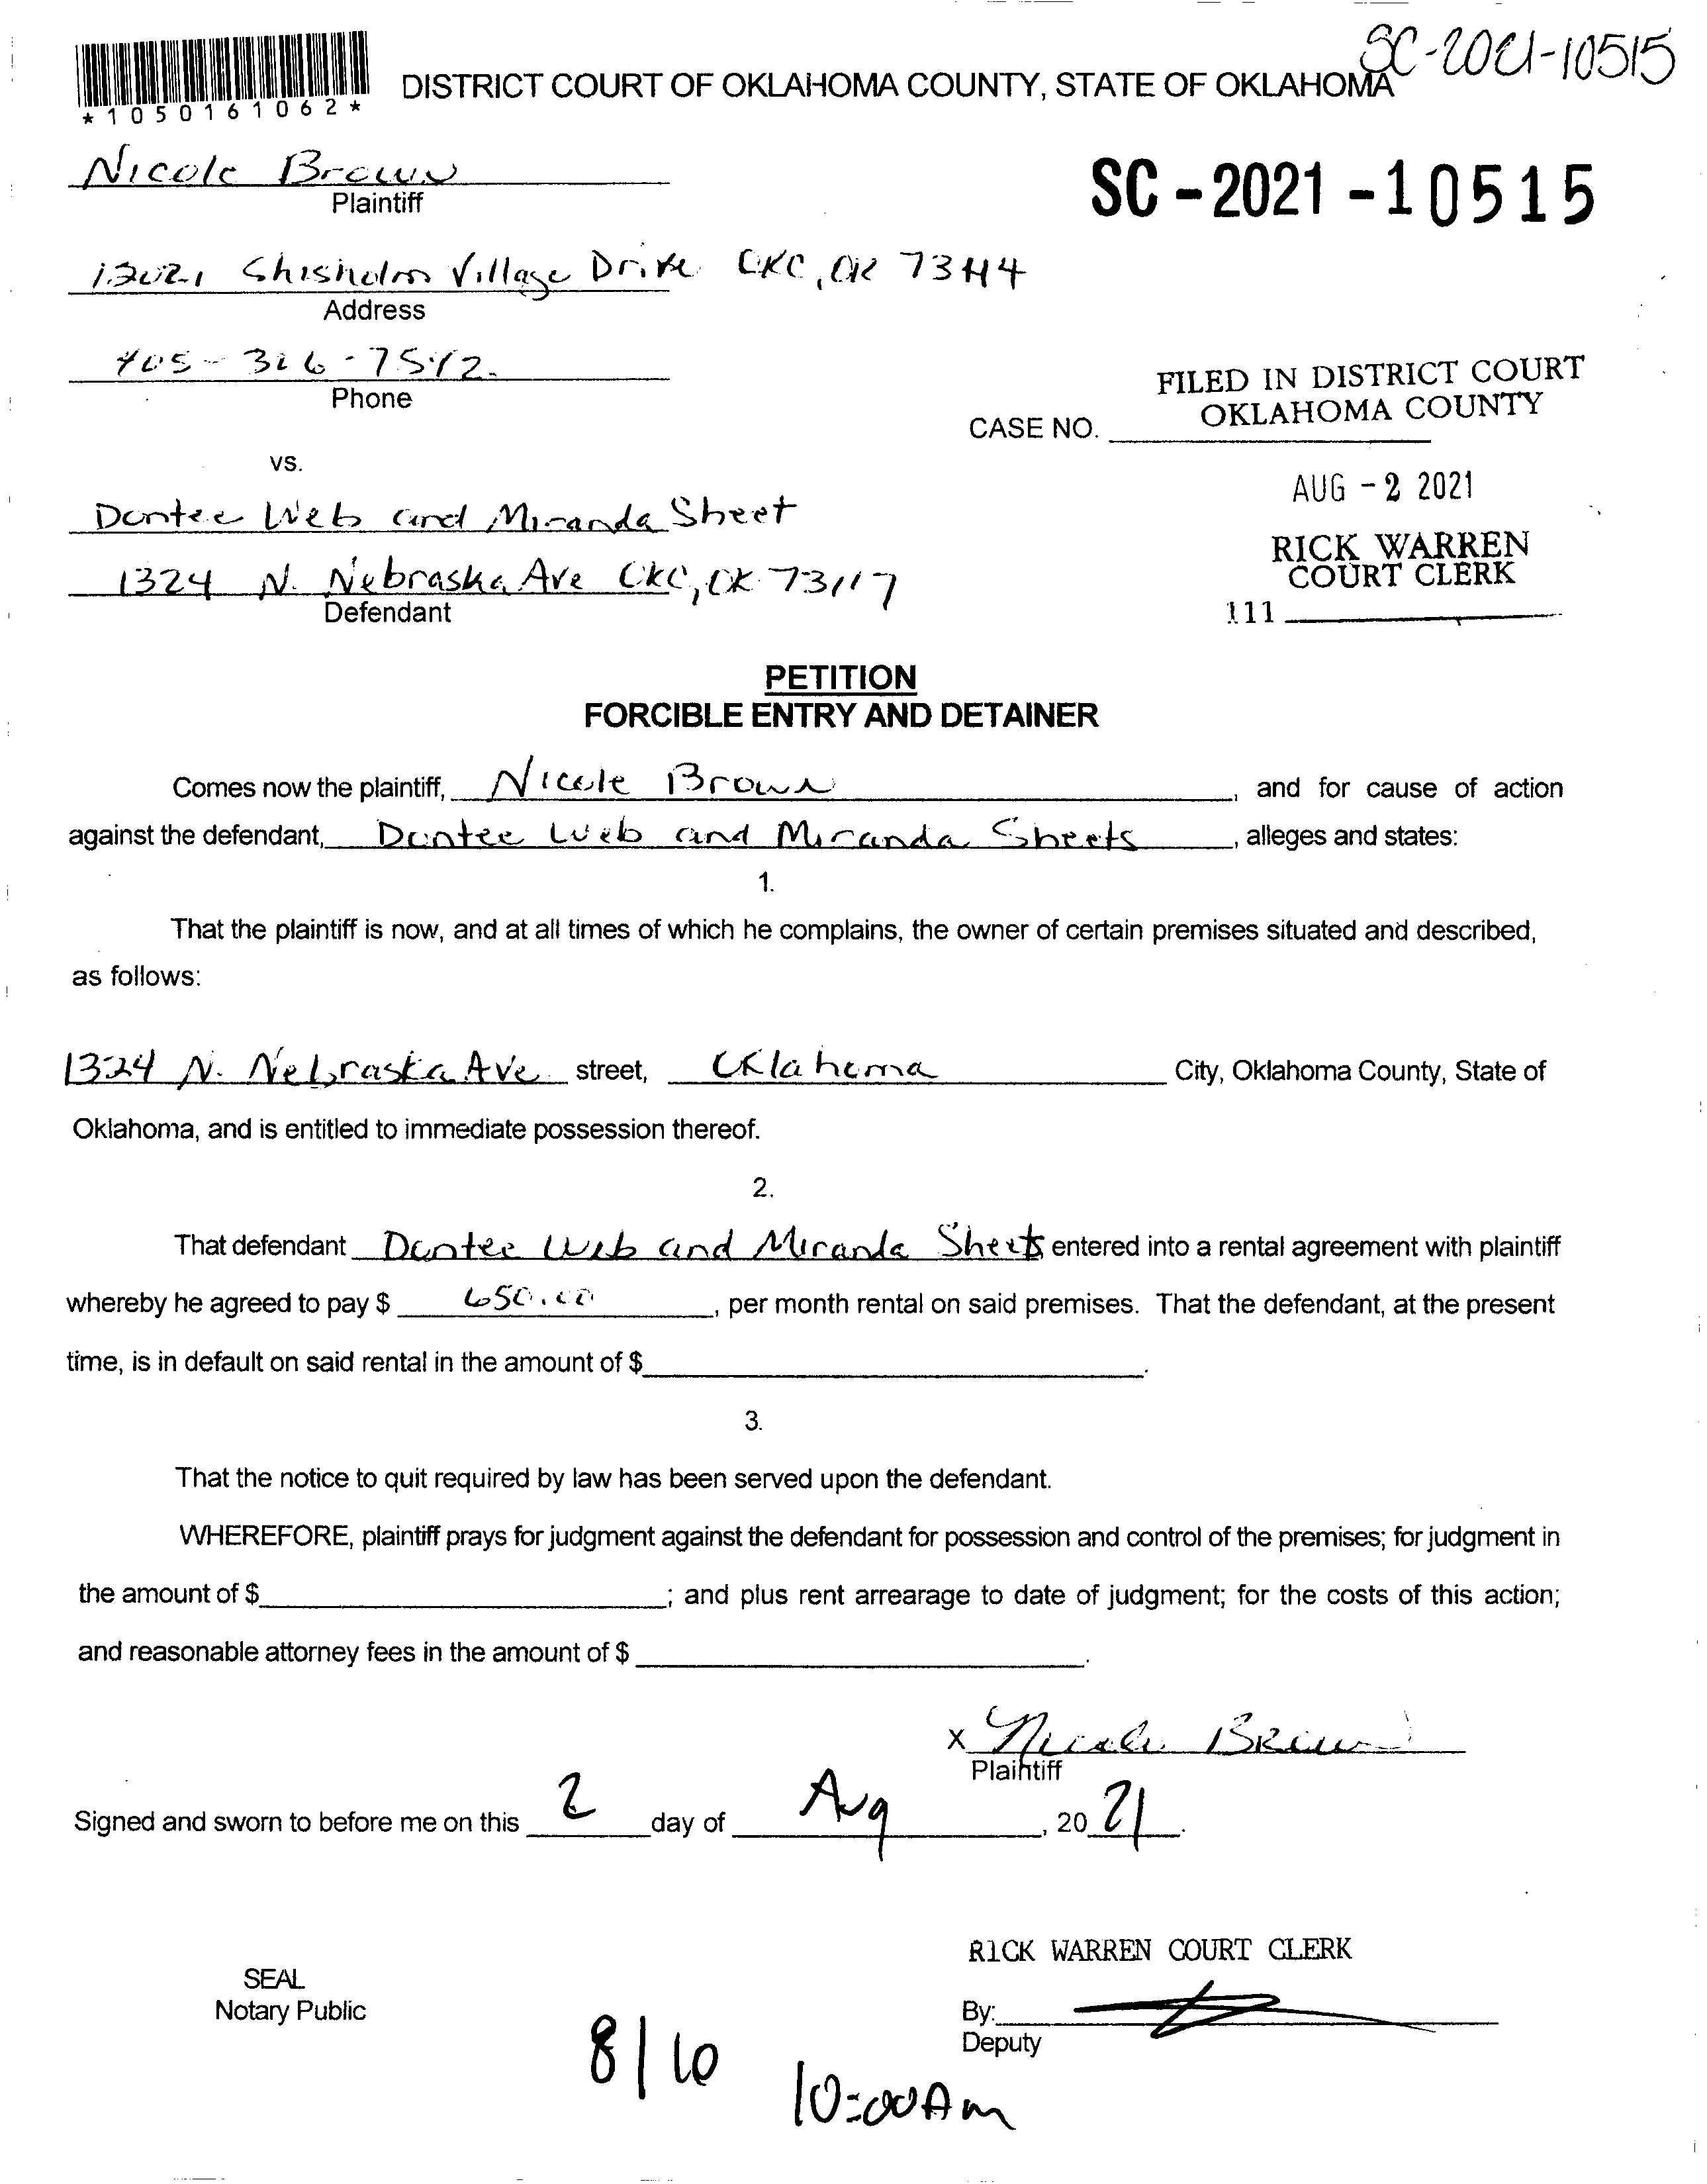 SC-2021-10515
*1050161062*
DISTRICT COURT OF OKLAHOMA COUNTY, STATE OF OKLAHOMA
Nicole Brown
Plaintiff
SC-2021-10515
Shisholm Village Drive OKC, OK
Address
405-
Phone
FILED IN DISTRICT COURT
OKLAHOMA COUNTY
CASE NO.
vs.
AUG -2 2021
Dontee Web and Miranda Sheet
RICK WARREN
COURT CLERK
1324 N. Nebraska Ave OKC, OK 73117
Defendant
111
PETITION
FORCIBLE ENTRY AND DETAINER
Comes now the plaintiff, Nicole Brown, and for cause of action
against the defendant, Dontee Web and Miranda Sheets, alleges and states:
1.
That the plaintiff is now, and at all times of which he complains, the owner of certain premises situated and described,
as follows:
1324 N. Nebraska Ave street, Oklahoma City, Oklahoma County, State of
Oklahoma, and is entitled to immediate possession thereof.
2.
That defendant Dontee Web and Miranda Sheets entered into a rental agreement with plaintiff
whereby he agreed to pay $ 650.00, per month rental on said premises. That the defendant, at the present
time, is in default on said rental in the amount of $.
3.
That the notice to quit required by law has been served upon the defendant.
WHEREFORE, plaintiff prays for judgment against the defendant for possession and control of the premises; for judgment in
the amount of $; and plus rent arrearage to date of judgment; for the costs of this action;
and reasonable attorney fees in the amount of $.
X Nicole Brown
Plaintiff
Signed and sworn to before me on this 2 day of Aug, 20 21.
RICK WARREN COURT CLERK
SEAL
Notary Public
By:
Deputy
8/10
10:00Am